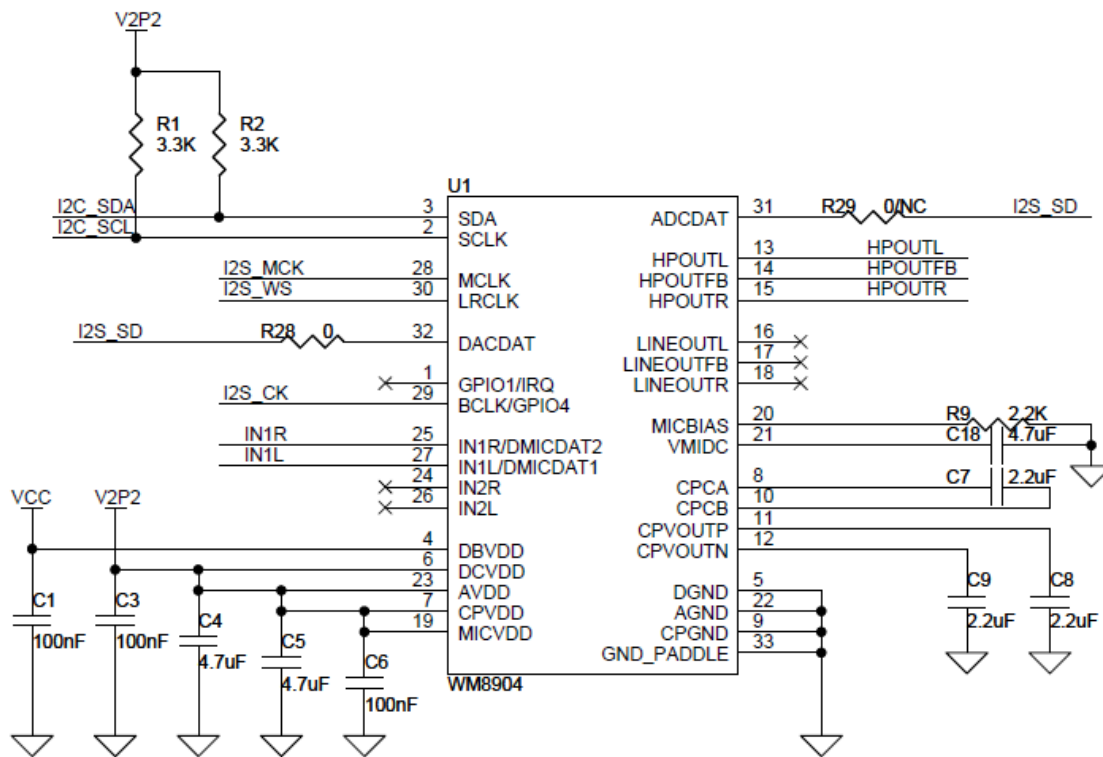 V2P2
R1
3.3K
R2
3.3K
U1
I2C_SDA 3 SDA
I2C_SCL 2 SCLK
I2S_MCK 28 MCLK
I2S_WS 30 LRCLK
I2S_SD R28 0 32 DACDAT
1 GPIO1/IRQ
I2S_CK 29 BCLK/GPIO4
IN1R 25 IN1R/DMICDAT2
IN1L 27 IN1L/DMICDAT1
24 IN2R
26 IN2L
VCC V2P2
4 DBVDD
6 DCVDD
23 AVDD
7 CPVDD
19 MICVDD
C1
100nF
C3
100nF
C4
4.7uF
C5
4.7uF
C6
100nF
ADCDAT 31 R29 0/NC I2S_SD
HPOUTL 13 HPOUTL
HPOUTFB 14 HPOUTFB
HPOUTR 15 HPOUTR
LINEOUTL 16
LINEOUTFB 17
LINEOUTR 18
MICBIAS 20 R9 2.2K
VMIDC 21 C18 4.7uF
CPCA 8 C7 2.2uF
CPCB 10
CPVOUTP 11
CPVOUTN 12
DGND 5
AGND 22
CPGND 9
GND_PADDLE 33
C9
2.2uF
C8
2.2uF
WM8904